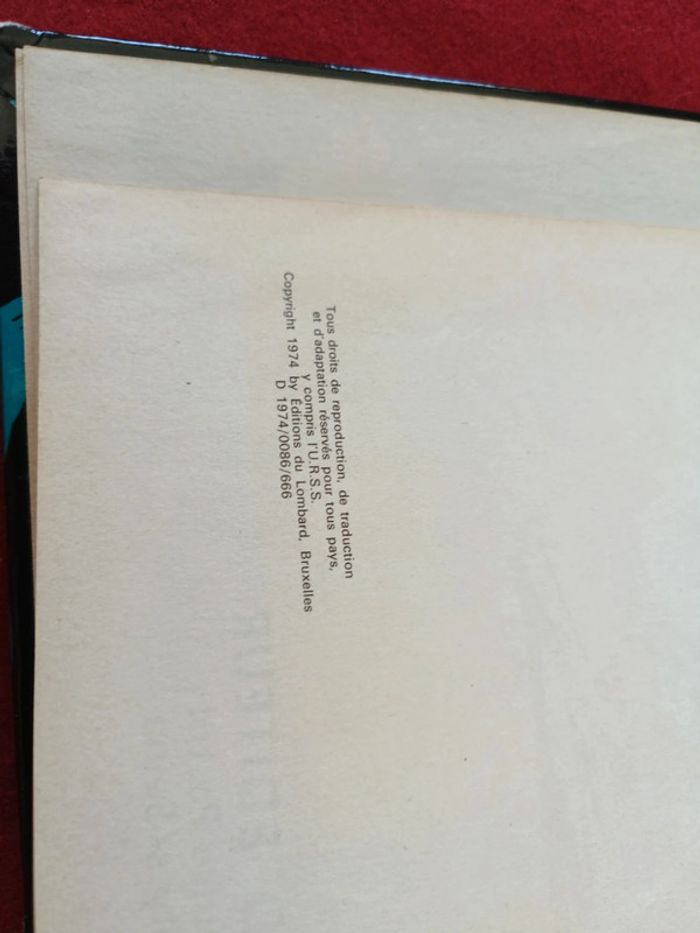 Tous droits de reproduction, de traduction
et d'adaptation réservés pour tous pays,
y compris l'U.R.S.S.
Copyright 1974 by Editions du Lombard, Bruxelles
D 1974/0086/666